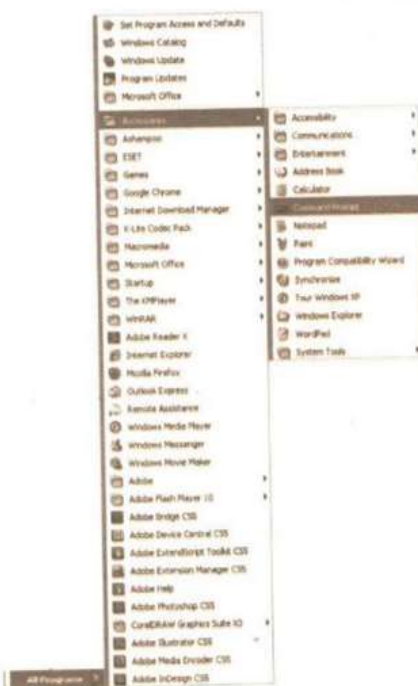 Set Program Access and Defaults
Windows Catalog
Windows Update
Program Updates
Microsoft Office
Accessories
Ashampoo
ESET
Games
Google Chrome
Internet Download Manager
K-Lite Codec Pack
Macromedia
Microsoft Office
Startup
The KMPlayer
WinRAR
Adobe Reader X
Internet Explorer
Mozilla Firefox
Outlook Express
Remote Assistance
Windows Media Player
Windows Messenger
Windows Movie Maker
Adobe
Adobe Flash Player 10
Adobe Bridge CS5
Adobe Device Central CS5
Adobe ExtendScript Toolkit CS5
Adobe Extension Manager CS5
Adobe Help
Adobe Photoshop CS5
CorelDRAW Graphics Suite X3
Adobe Illustrator CS5
Adobe Media Encoder CS5
Adobe InDesign CS5
All Programs
Accessibility
Communications
Entertainment
Address Book
Calculator
Command Prompt
Notepad
Paint
Program Compatibility Wizard
Synchronize
Tour Windows XP
Windows Explorer
WordPad
System Tools